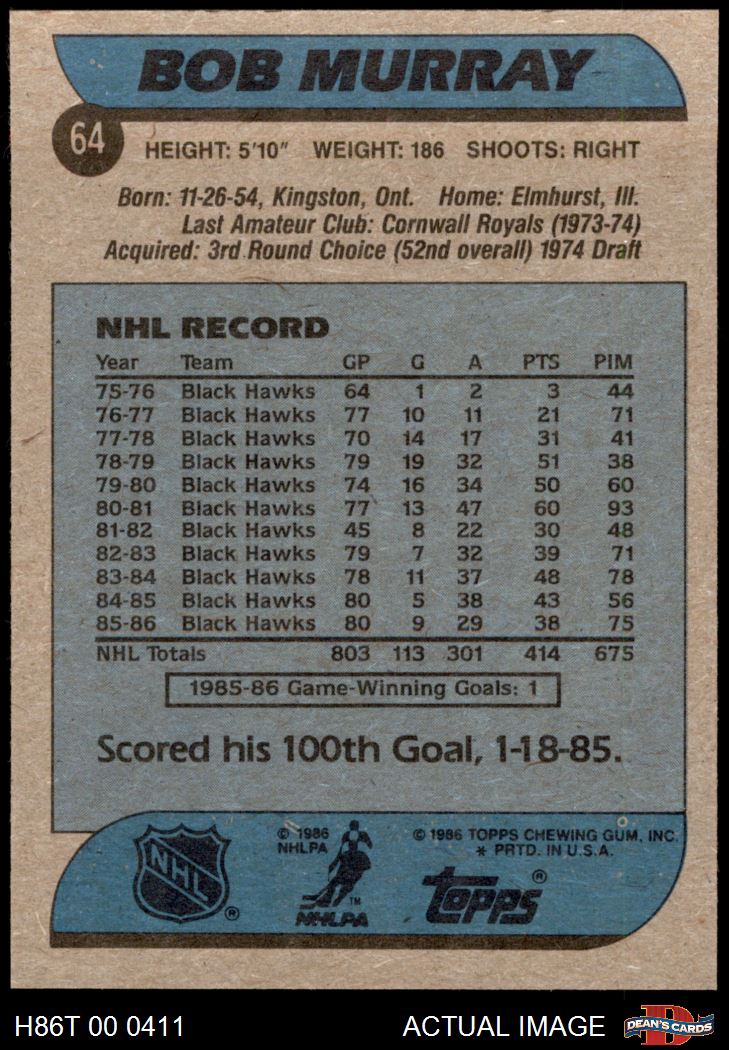 BOB MURRAY
64
HEIGHT: 5'10" WEIGHT: 186 SHOOTS: RIGHT
Born: 11-26-54, Kingston, Ont. Home: Elmhurst, Ill.
Last Amateur Club: Cornwall Royals (1973-74)
Acquired: 3rd Round Choice (52nd overall) 1974 Draft
NHL RECORD
Year Team GP G A PTS PIM
75-76 Black Hawks 64 1 2 3 44
76-77 Black Hawks 77 10 11 21 71
77-78 Black Hawks 70 14 17 31 41
78-79 Black Hawks 79 19 32 51 38
79-80 Black Hawks 74 16 34 50 60
80-81 Black Hawks 77 13 47 60 93
81-82 Black Hawks 45 8 22 30 48
82-83 Black Hawks 79 7 32 39 71
83-84 Black Hawks 78 11 37 48 78
84-85 Black Hawks 80 5 38 43 56
85-86 Black Hawks 80 9 29 38 75
NHL Totals 803 113 301 414 675
1985-86 Game-Winning Goals: 1
Scored his 100th Goal, 1-18-85.
NHL ®
© 1986
NHLPA
TM
NHLPA
© 1986 TOPPS CHEWING GUM, INC.
* PRTD. IN U.S.A.
topps ®
H86T 00 0411 ACTUAL IMAGE
D DEAN'S CARDS